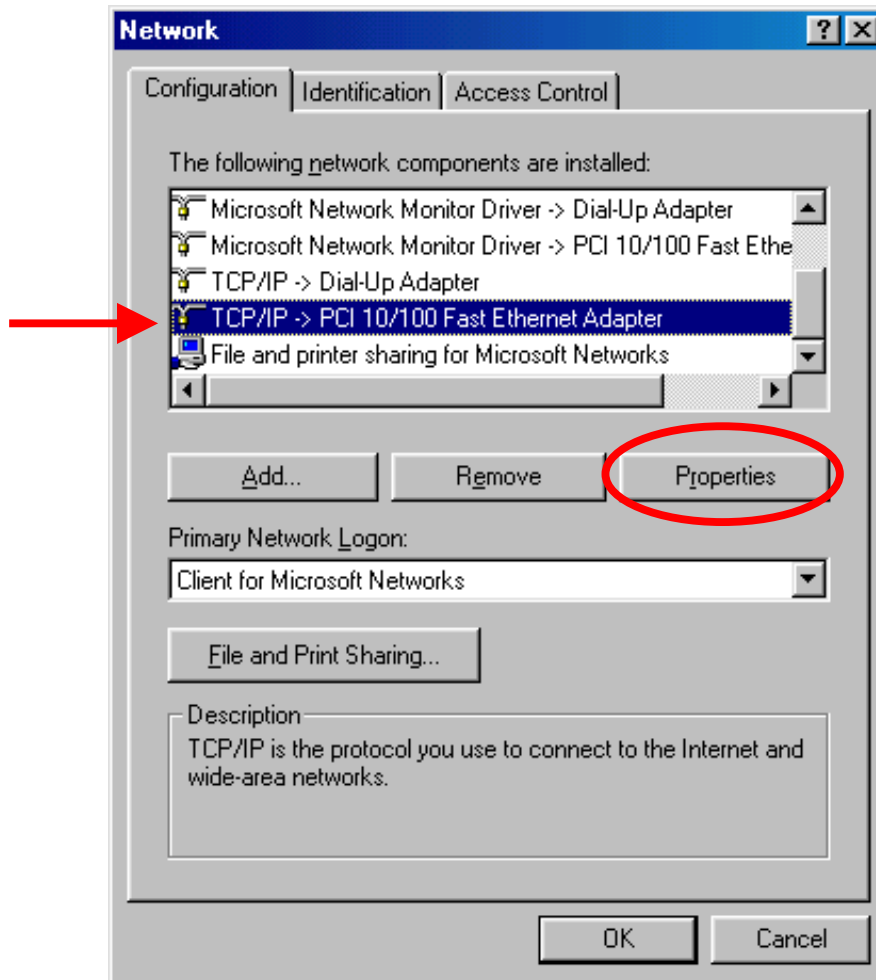 Network
Configuration Identification Access Control
The following network components are installed:
Microsoft Network Monitor Driver -> Dial-Up Adapter
Microsoft Network Monitor Driver -> PCI 10/100 Fast Ethe
TCP/IP -> Dial-Up Adapter
TCP/IP -> PCI 10/100 Fast Ethernet Adapter
File and printer sharing for Microsoft Networks
Add... Remove Properties
Primary Network Logon:
Client for Microsoft Networks
File and Print Sharing...
Description
TCP/IP is the protocol you use to connect to the Internet and
wide-area networks.
OK Cancel